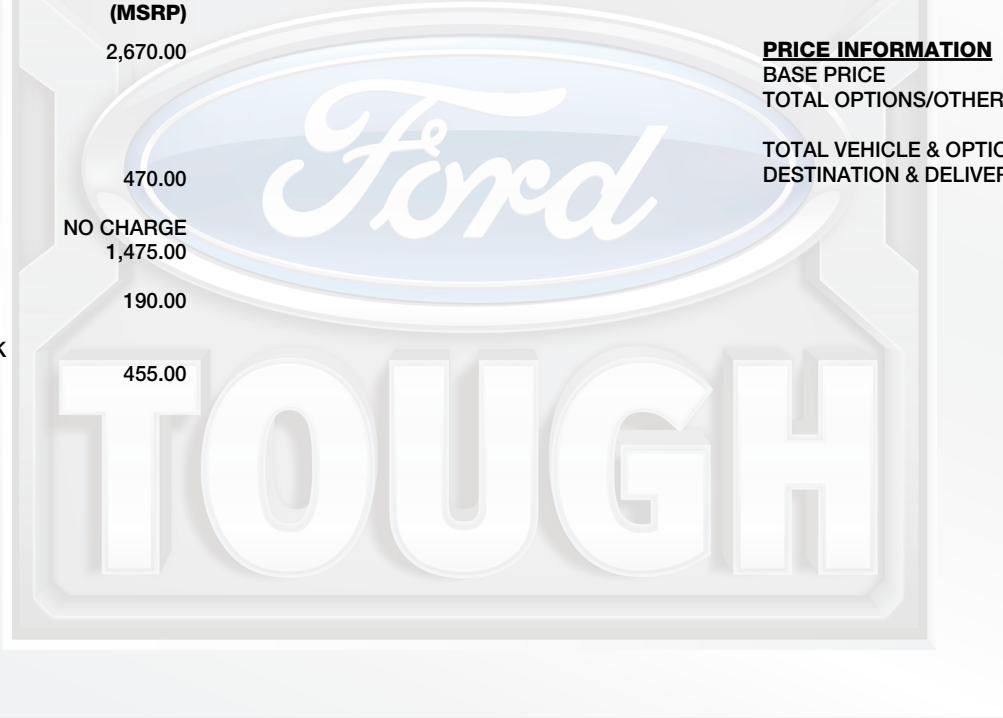 (MSRP)
2,670.00
470.00
NO CHARGE
1,475.00
190.00
K
455.00
PRICE INFORMATION
BASE PRICE
TOTAL OPTIONS/OTHER
TOTAL VEHICLE & OPTIO
DESTINATION & DELIVER
Ford
TOUGH